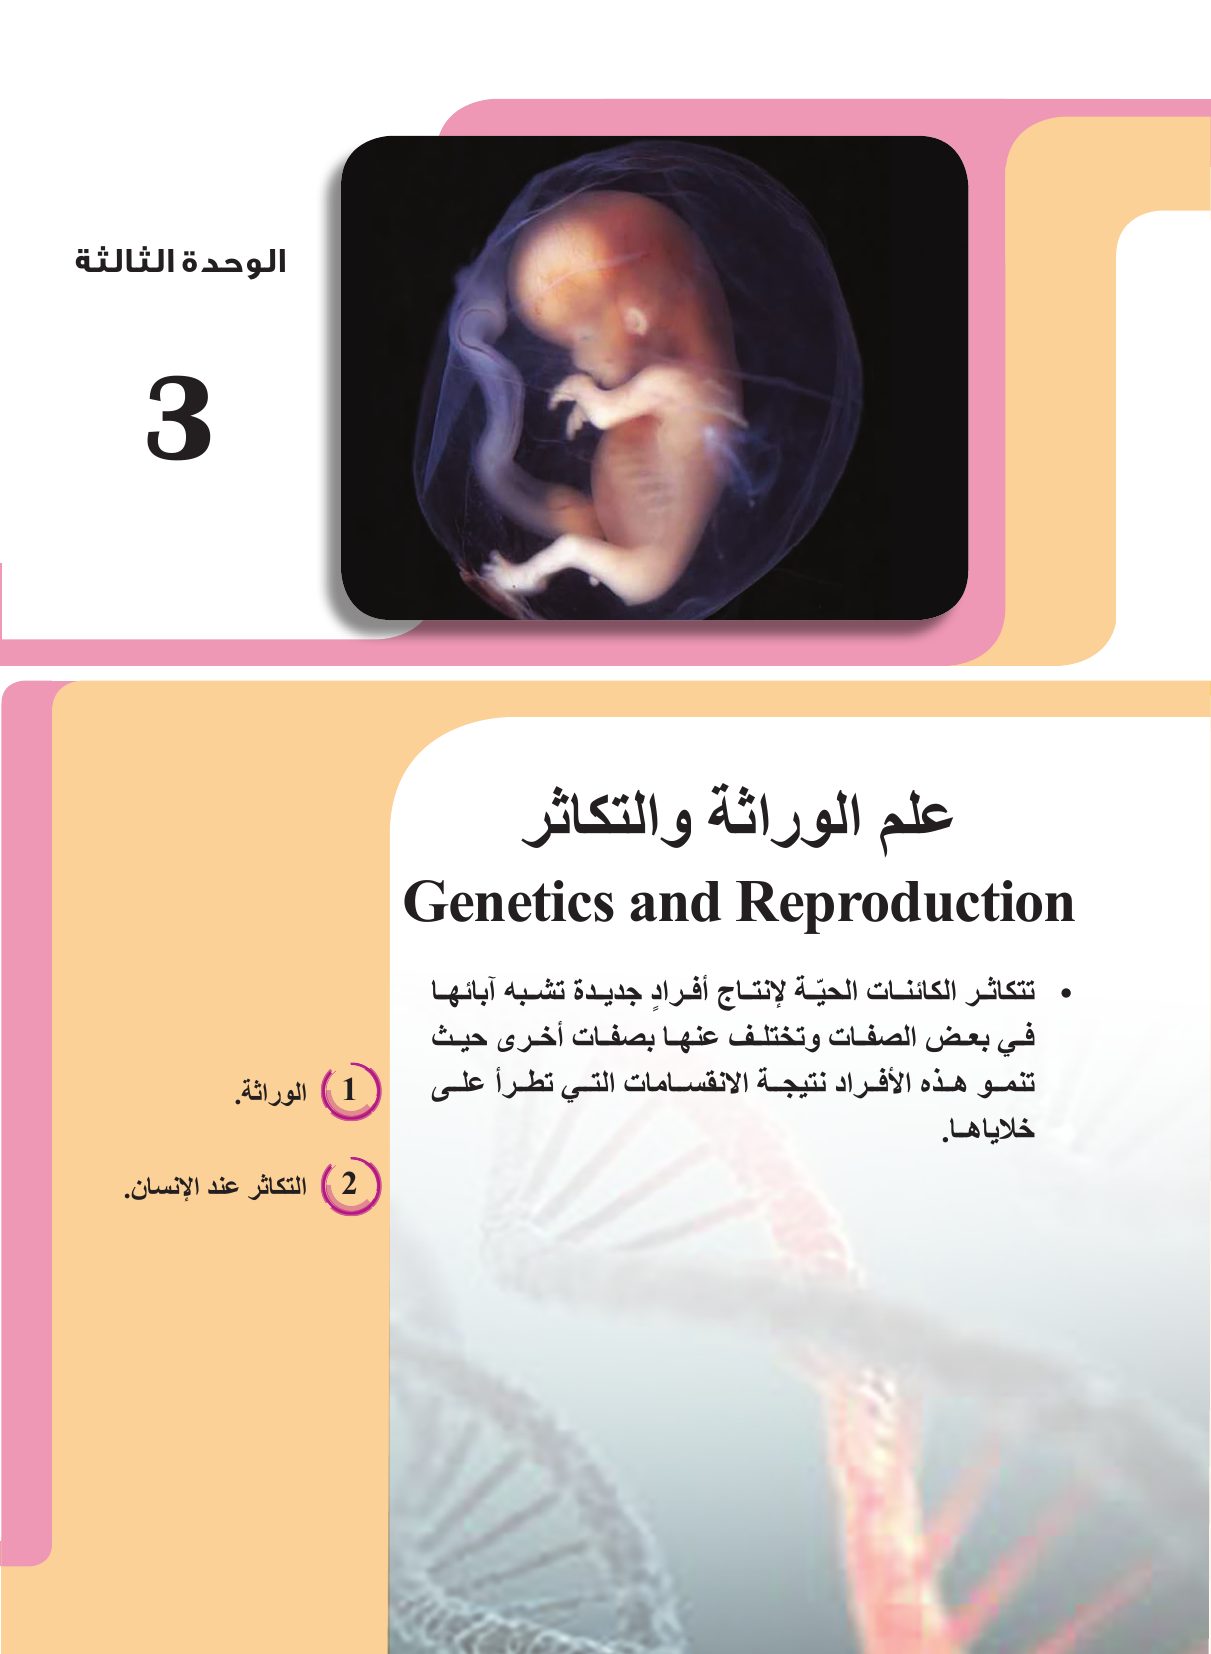 الوحدة الثالثة
3
علم الوراثة والتكاثر
Genetics and Reproduction
• تتكاثر الكائنات الحيّة لإنتاج أفرادٍ جديدة تشبه آبائها
في بعض الصفات وتختلف عنها بصفات أخرى حيث
تنمو هذه الأفراد نتيجة الانقسامات التي تطرأ على
خلاياها.
1 الوراثة.
2 التكاثر عند الإنسان.